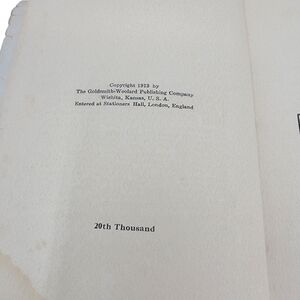 Copyright 1913 by
The Goldsmith-Woolard Publishing Company
Wichita, Kansas, U. S. A.
Entered at Stationers Hall, London, England
20th Thousand